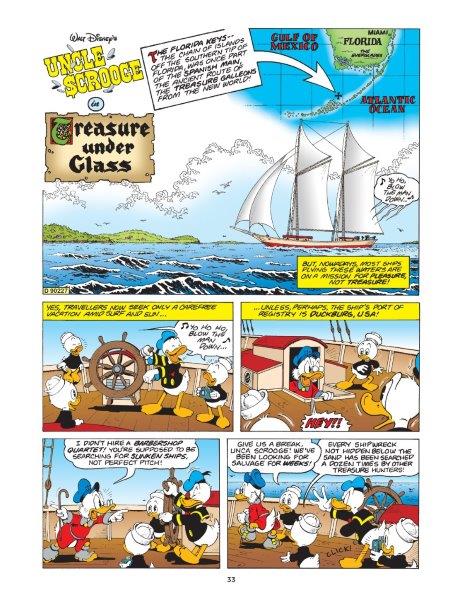 WALT DISNEY'S
UNCLE
$CROOGE
in
Treasure
under
Glass
THE FLORIDA KEYS--
THE CHAIN OF ISLANDS
OFF THE SOUTHERN TIP OF
FLORIDA, WAS ONCE PART
OF THE SPANISH MAIN,
THE ANCIENT ROUTE OF
THE TREASURE GALLEONS
FROM THE NEW WORLD!
GULF OF
MEXICO
MIAMI
FLORIDA
THE
EVERGLADES
ATLANTIC
OCEAN
YO HO,
BLOW
THE MAN
DOWN...
BUT, NOWADAYS, MOST SHIPS
PLYING THESE WATERS ARE
ON A MISSION FOR PLEASURE,
NOT TREASURE!
D 90227
YES, TRAVELLERS NOW SEEK ONLY A CAREFREE
VACATION AMID SURF AND SUN...
YO HO HO,
BLOW THE
MAN
DOWN...
...UNLESS, PERHAPS, THE SHIP'S PORT OF
REGISTRY IS DUCKBURG, USA!
HEY!!
I DIDN'T HIRE A BARBERSHOP
QUARTET! YOU'RE SUPPOSED TO BE
SEARCHING FOR SUNKEN SHIPS,
NOT PERFECT PITCH!
GIVE US A BREAK,
UNCA SCROOGE! WE'VE
BEEN LOOKING FOR
SALVAGE FOR WEEKS!
EVERY SHIPWRECK
NOT HIDDEN BELOW THE
SAND HAS BEEN SEARCHED
A DOZEN TIMES BY OTHER
TREASURE HUNTERS!
CLICK!
33